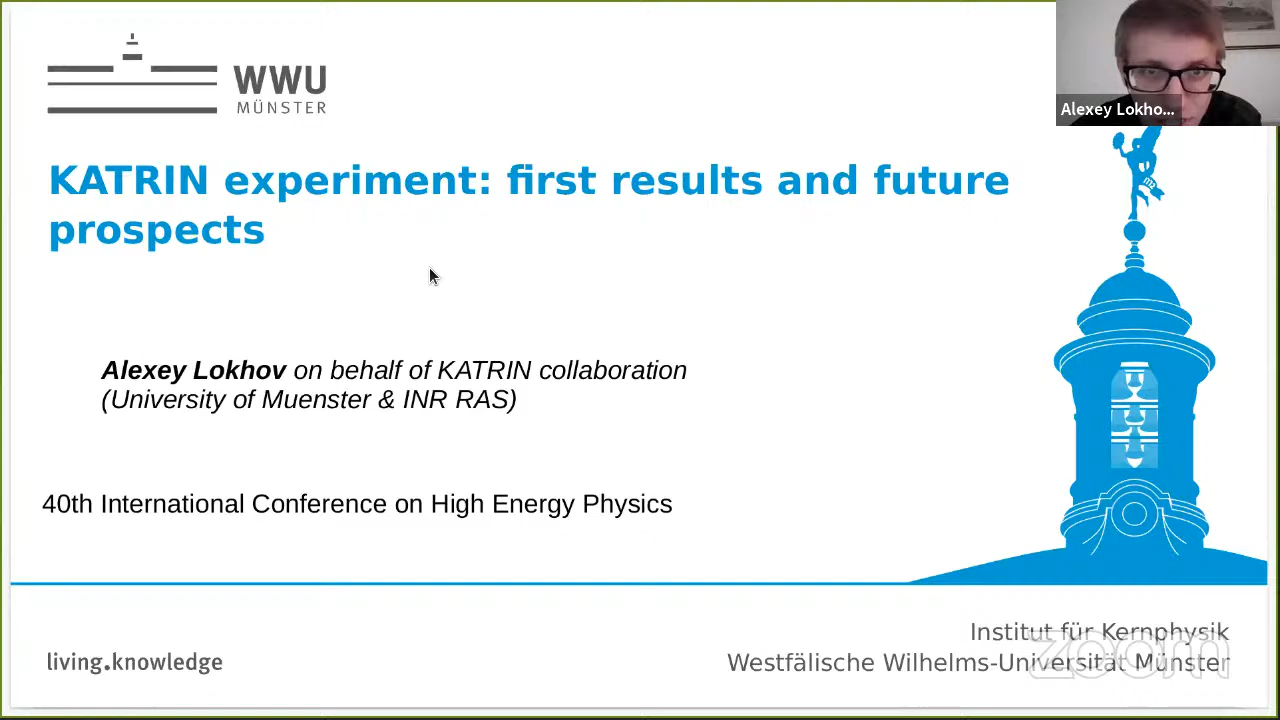 WWU
MÜNSTER
Alexey Lokho...
KATRIN experiment: first results and future
prospects
Alexey Lokhov on behalf of KATRIN collaboration
(University of Muenster & INR RAS)
40th International Conference on High Energy Physics
living.knowledge
Institut für Kernphysik
Westfälische Wilhelms-Universität Münster
zoom